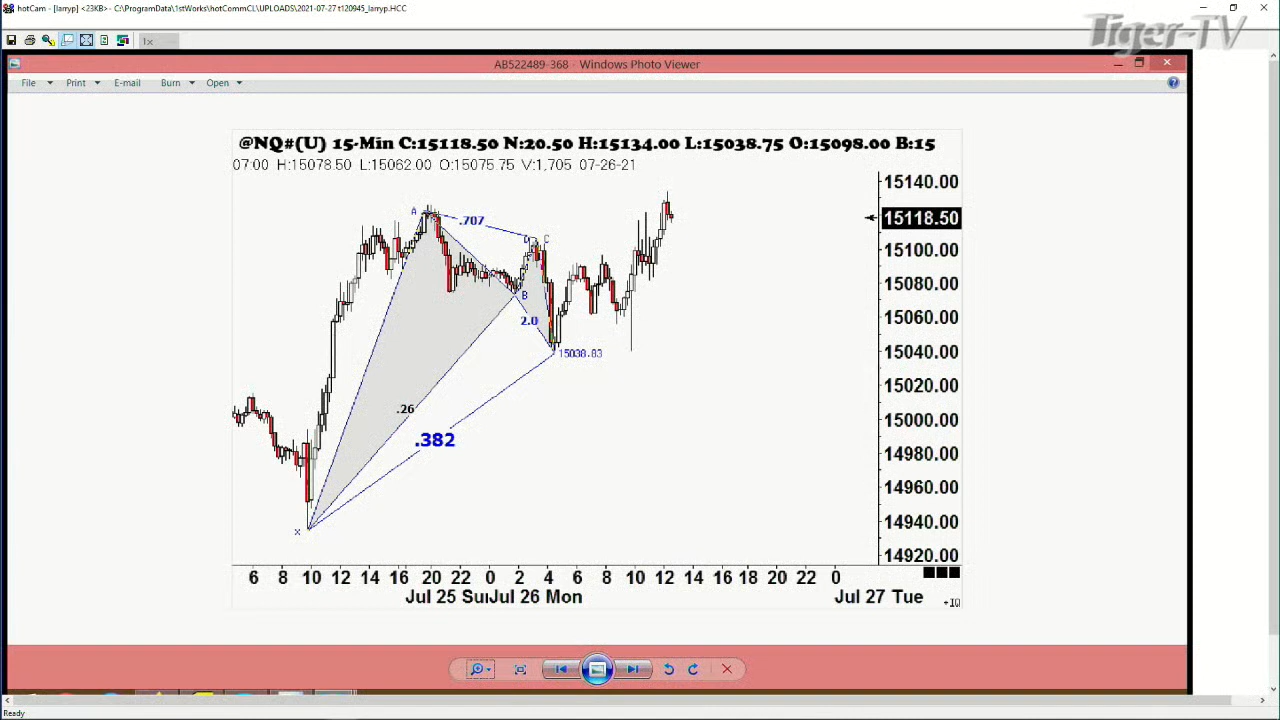 hotCam - [larryp] <23KB> - C:\ProgramData\1stWorks\hotCommCL\UPLOADS\2021-07-27 t120945_larryp.HCC
Tiger-TV
1x
AB522489-368 - Windows Photo Viewer
File Print E-mail Burn Open
@NQ#(U) 15-Min C:15118.50 N:20.50 H:15134.00 L:15038.75 O:15098.00 B:15
07:00 H:15078.50 L:15062.00 O:15075.75 V:1,705 07-26-21
15140.00
A .707
15118.50
D C
15100.00
15080.00
B
2.0
15060.00
15038.83
15040.00
15020.00
.26
15000.00
.382
14980.00
14960.00
X
14940.00
14920.00
6 8 10 12 14 16 20 22 0 2 4 6 8 10 12 16 18 20 22 0
Jul 25 Su Jul 26 Mon Jul 27 Tue
+IQ
Ready